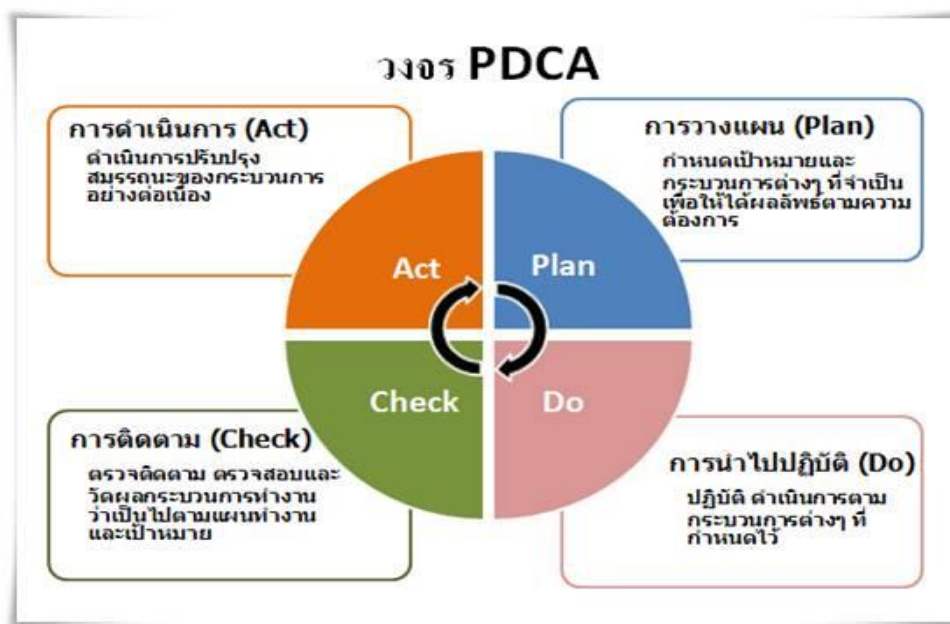 วงจร PDCA
การดำเนินการ (Act)
ดำเนินการปรับปรุง
สมรรถนะของกระบวนการ
อย่างต่อเนื่อง
การวางแผน (Plan)
กำหนดเป้าหมายและ
กระบวนการต่างๆ ที่จำเป็น
เพื่อให้ได้ผลลัพธ์ตามความ
ต้องการ
Act
Plan
Check
Do
การติดตาม (Check)
ตรวจติดตาม ตรวจสอบและ
วัดผลกระบวนการทำงาน
ว่าเป็นไปตามแผนทำงาน
และเป้าหมาย
การนำไปปฏิบัติ (Do)
ปฏิบัติ ดำเนินการตาม
กระบวนการต่างๆ ที่
กำหนดไว้